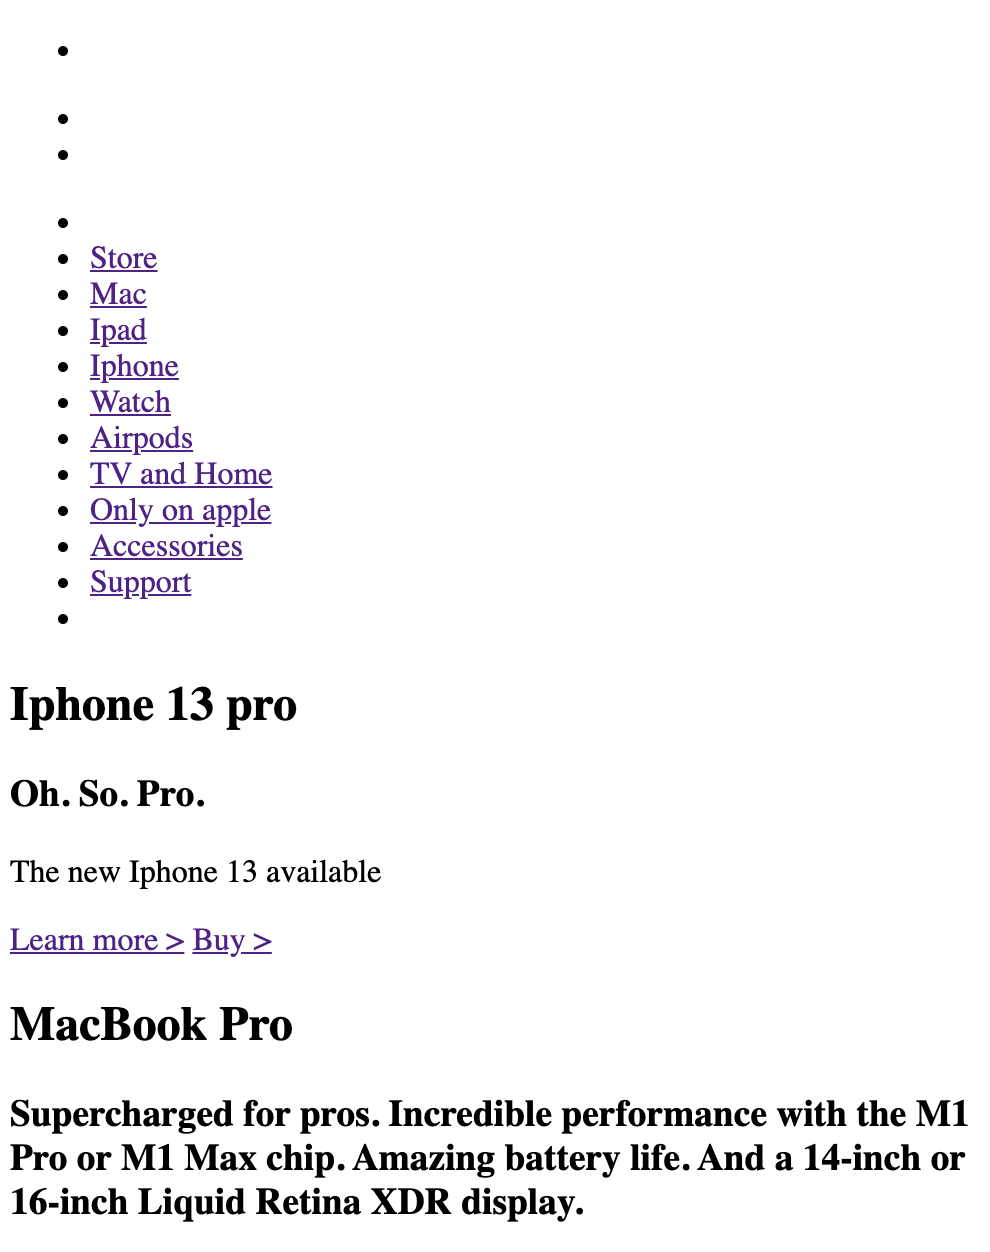 Store
Mac
Ipad
Iphone
Watch
Airpods
TV and Home
Only on apple
Accessories
Support
Iphone 13 pro
Oh. So. Pro.
The new Iphone 13 available
Learn more > Buy >
MacBook Pro
Supercharged for pros. Incredible performance with the M1
Pro or M1 Max chip. Amazing battery life. And a 14-inch or
16-inch Liquid Retina XDR display.